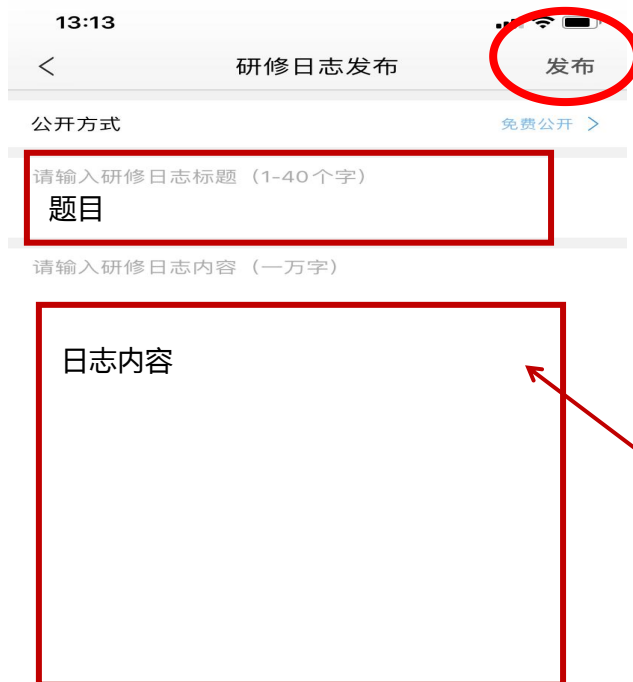 13:13
研修日志发布 发布
公开方式 免费公开
请输入研修日志标题（1-40个字）
题目
请输入研修日志内容（一万字）
日志内容